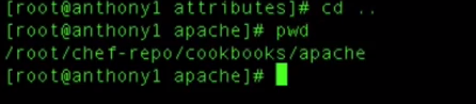 [root@anthony1 attributes]# cd ..
[root@anthony1 apache]# pwd
/root/chef-repo/cookbooks/apache
[root@anthony1 apache]#